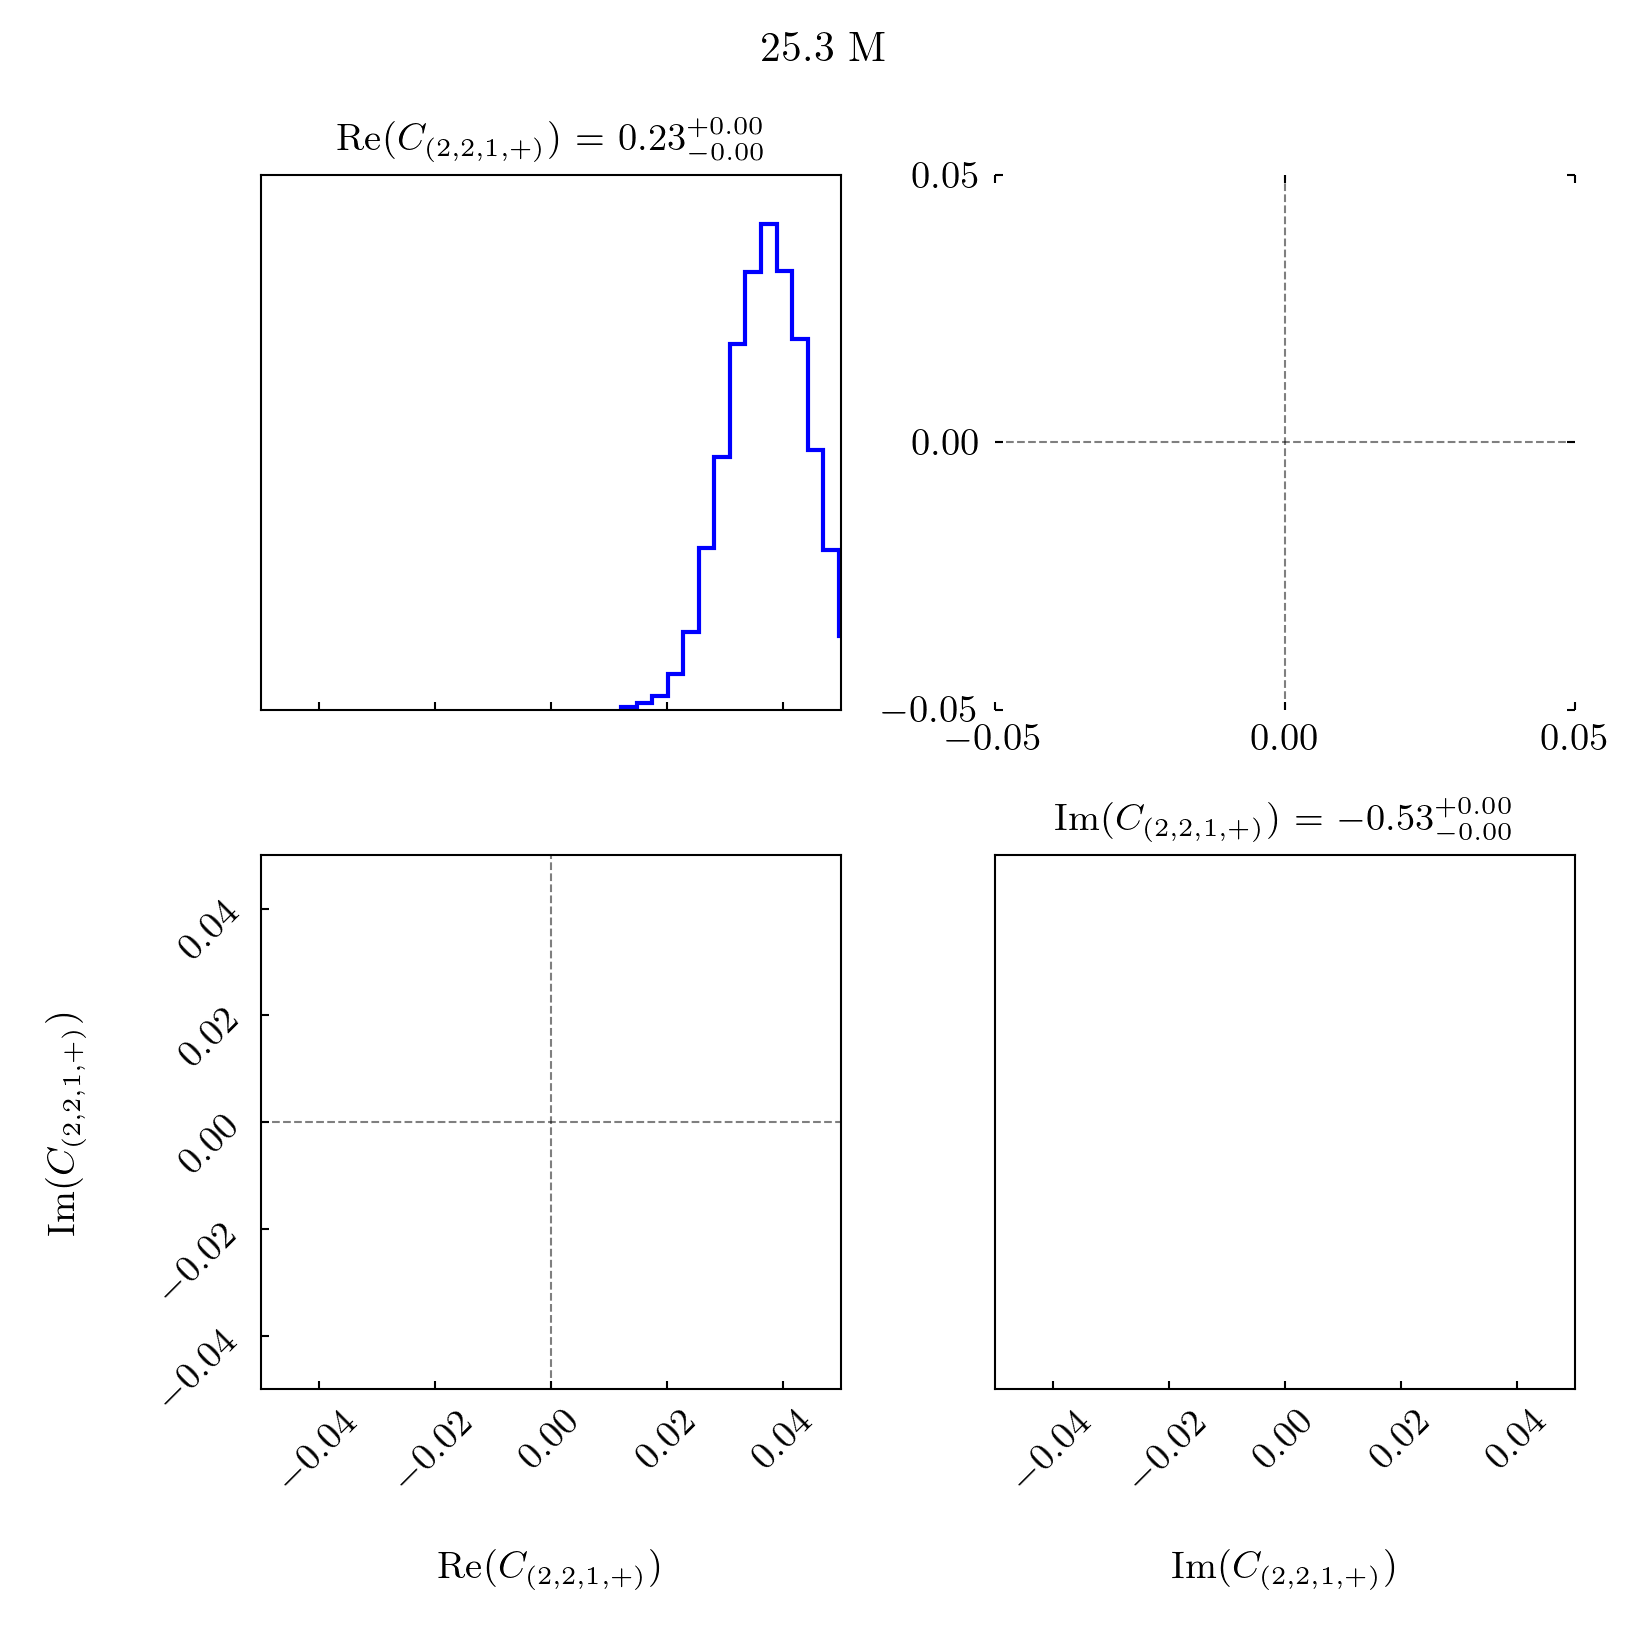 25.3 M
Re(C_{(2,2,1,+)}) = 0.23^{+0.00}_{-0.00}
0.05
0.00
−0.05
−0.05 0.00 0.05
Im(C_{(2,2,1,+)}) = −0.53^{+0.00}_{-0.00}
Im(C_{(2,2,1,+)})
0.04
0.02
0.00
−0.02
−0.04
−0.04 −0.02 0.00 0.02 0.04
−0.04 −0.02 0.00 0.02 0.04
Re(C_{(2,2,1,+)})
Im(C_{(2,2,1,+)})